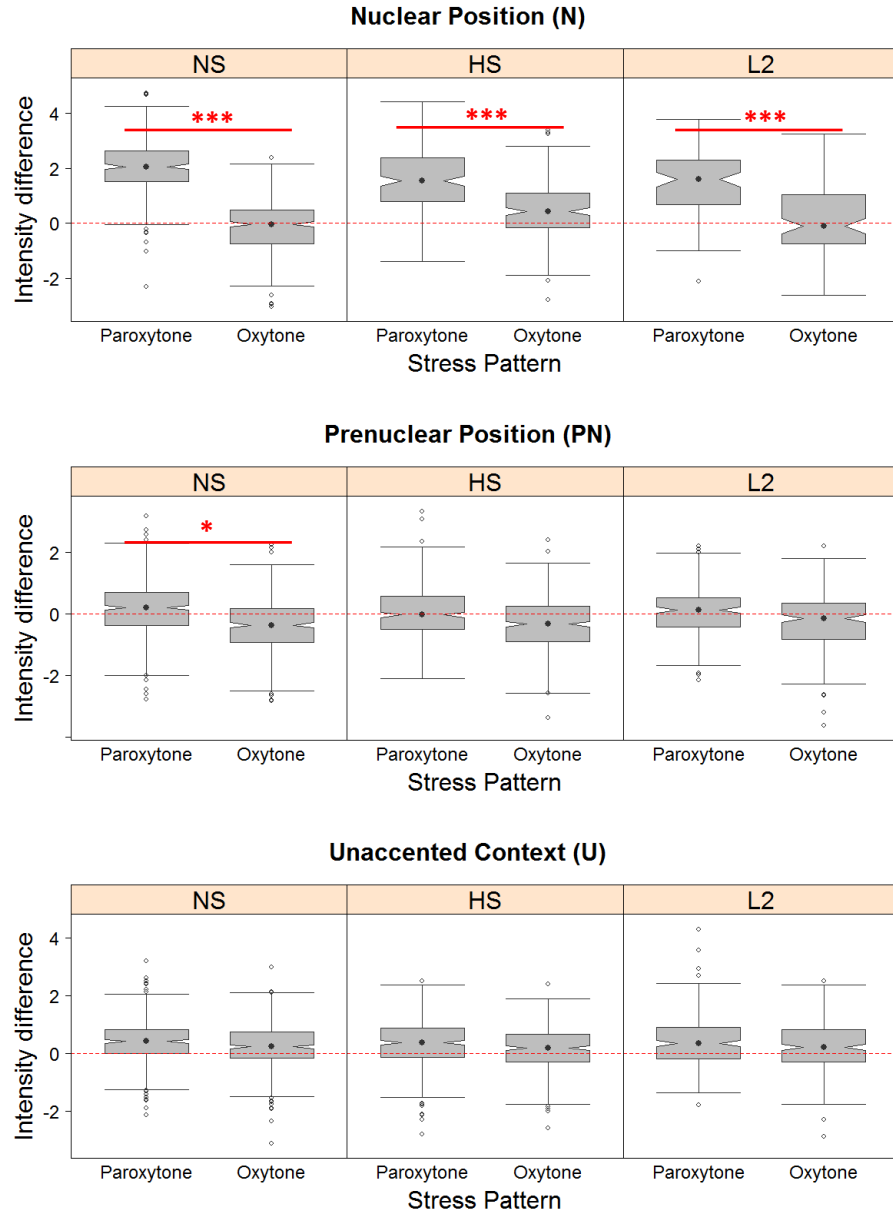 Nuclear Position (N)
NS HS L2
*** *** ***
4
2
0
-2
Intensity difference
Paroxytone Oxytone Paroxytone Oxytone Paroxytone Oxytone
Stress Pattern
Prenuclear Position (PN)
NS HS L2
*
2
0
-2
Intensity difference
Paroxytone Oxytone Paroxytone Oxytone Paroxytone Oxytone
Stress Pattern
Unaccented Context (U)
NS HS L2
4
2
0
-2
Intensity difference
Paroxytone Oxytone Paroxytone Oxytone Paroxytone Oxytone
Stress Pattern